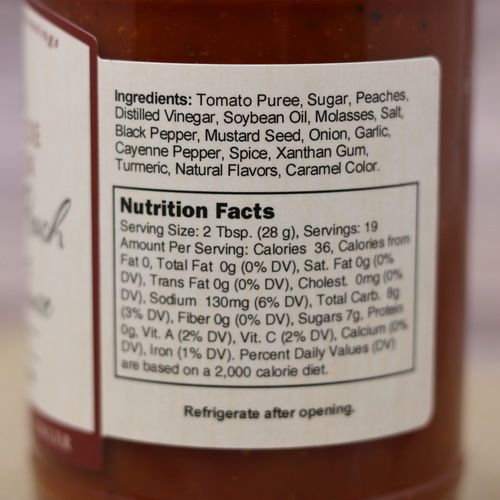 Ingredients: Tomato Puree, Sugar, Peaches,
Distilled Vinegar, Soybean Oil, Molasses, Salt,
Black Pepper, Mustard Seed, Onion, Garlic,
Cayenne Pepper, Spice, Xanthan Gum,
Turmeric, Natural Flavors, Caramel Color.
Nutrition Facts
Serving Size: 2 Tbsp. (28 g), Servings: 19
Amount Per Serving: Calories 36, Calories from
Fat 0, Total Fat 0g (0% DV), Sat. Fat 0g (0%
DV), Trans Fat 0g (0% DV), Cholest. 0mg (0%
DV), Sodium 130mg (6% DV), Total Carb. 8g
(3% DV), Fiber 0g (0% DV), Sugars 7g, Protein
0g, Vit. A (2% DV), Vit. C (2% DV), Calcium (0%
DV), Iron (1% DV). Percent Daily Values (DV)
are based on a 2,000 calorie diet.
Refrigerate after opening.